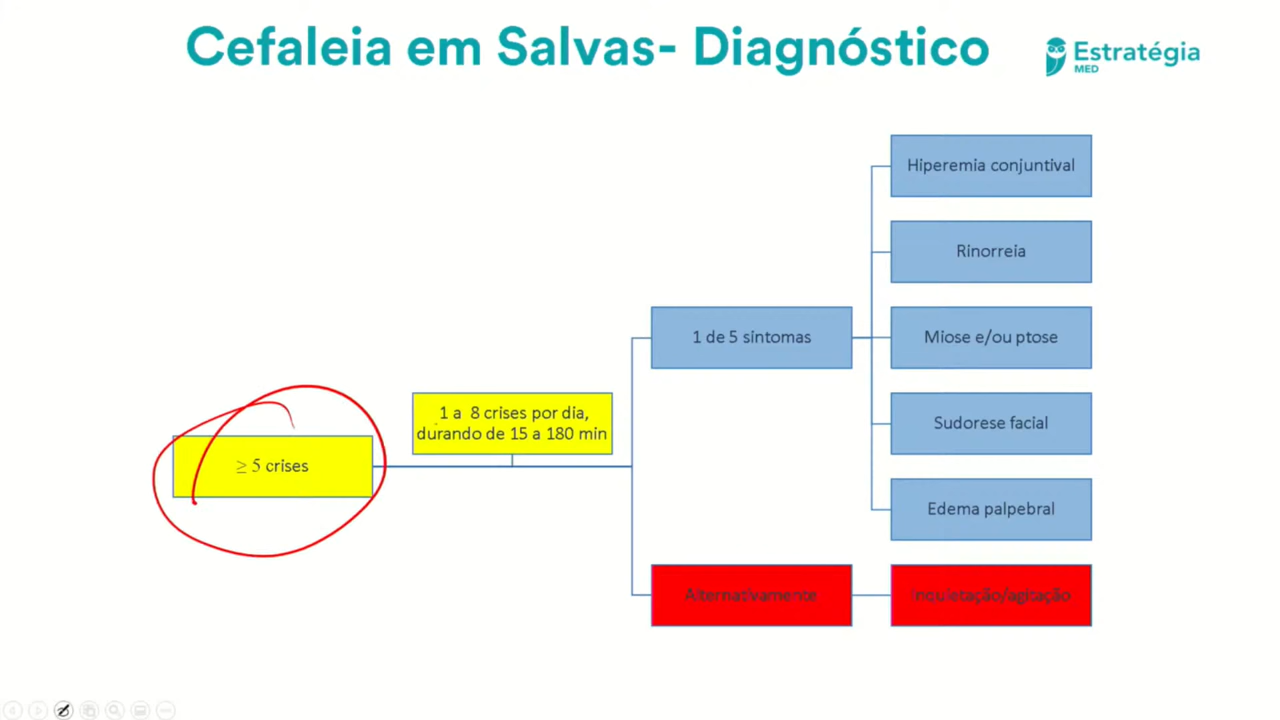 Cefaleia em Salvas- Diagnóstico
Estratégia
MED
Hiperemia conjuntival
Rinorreia
1 de 5 sintomas
Miose e/ou ptose
1 a 8 crises por dia,
durando de 15 a 180 min
Sudorese facial
≥ 5 crises
Edema palpebral
Alternativamente
Inquietação/agitação